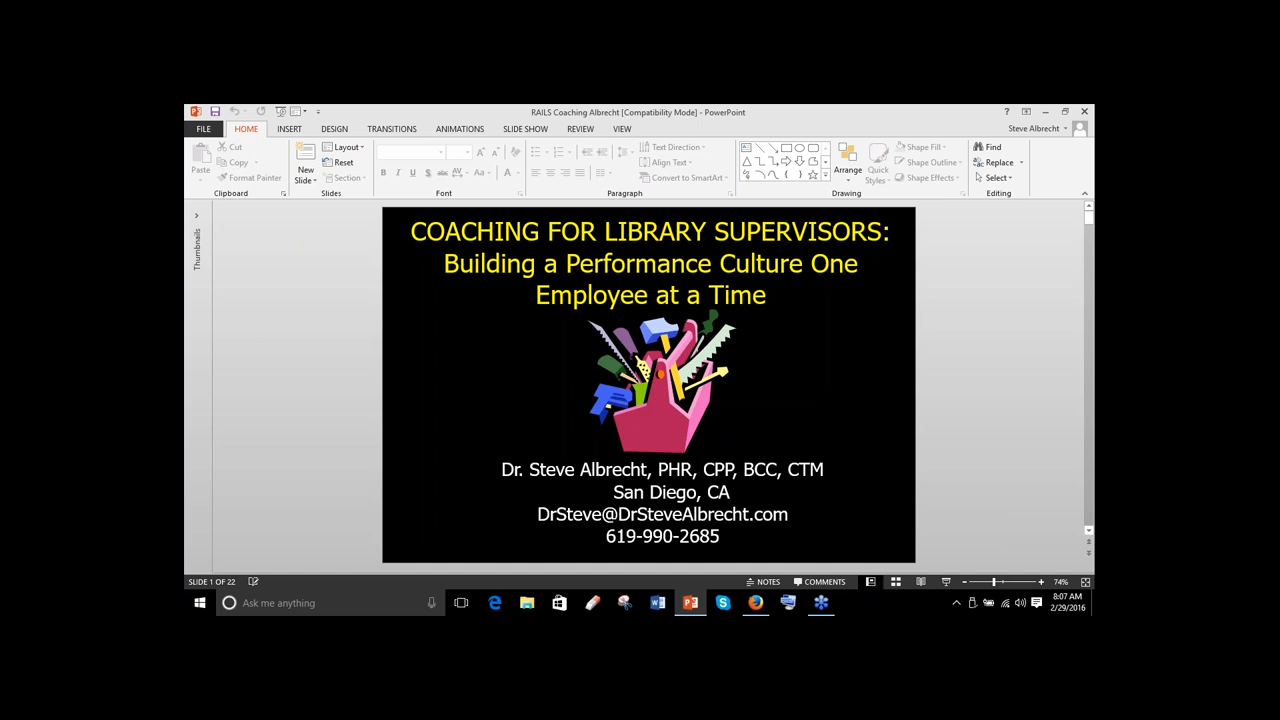 RAILS Coaching Albrecht [Compatibility Mode] - PowerPoint
?
FILE HOME INSERT DESIGN TRANSITIONS ANIMATIONS SLIDE SHOW REVIEW VIEW
Steve Albrecht
Paste
Cut
Copy
Format Painter
Clipboard
New
Slide
Layout
Reset
Section
Slides
B I U S abc AV Aa A
Font
Text Direction
Align Text
Convert to SmartArt
Paragraph
Arrange
Quick
Styles
Shape Fill
Shape Outline
Shape Effects
Drawing
Find
Replace
Select
Editing
Thumbnails
COACHING FOR LIBRARY SUPERVISORS:
Building a Performance Culture One
Employee at a Time
Dr. Steve Albrecht, PHR, CPP, BCC, CTM
San Diego, CA
DrSteve@DrSteveAlbrecht.com
619-990-2685
SLIDE 1 OF 22
NOTES
COMMENTS
74%
Ask me anything
8:07 AM
2/29/2016